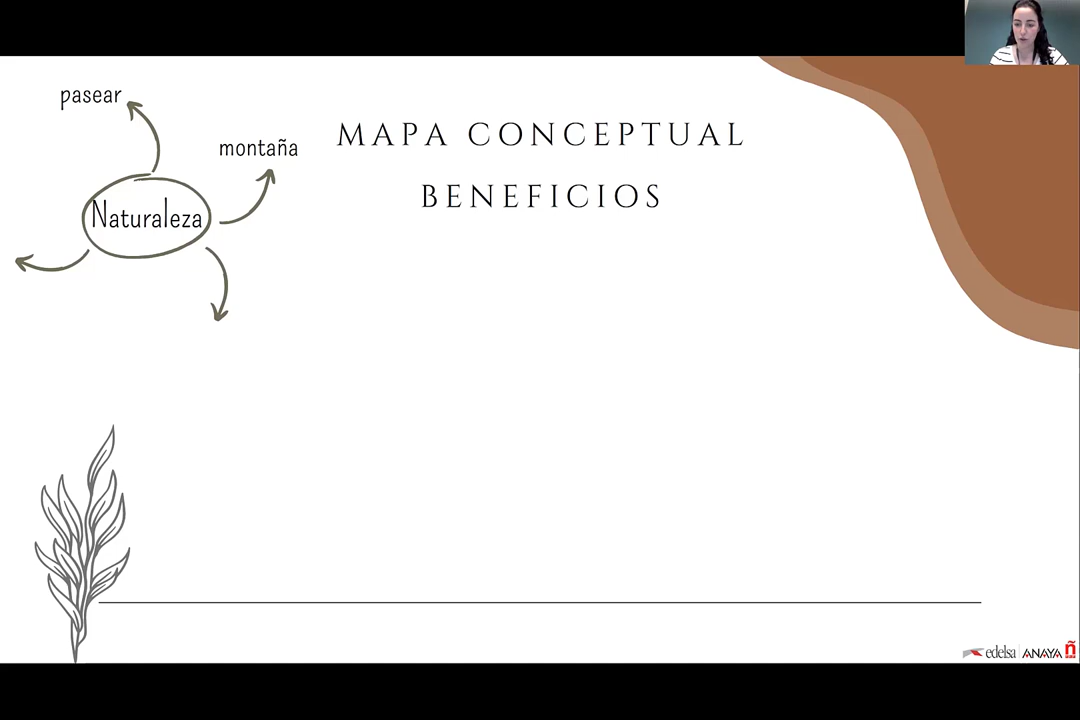 pasear
montaña
Naturaleza
MAPA CONCEPTUAL
BENEFICIOS
edelsa
ANAYA
ñ